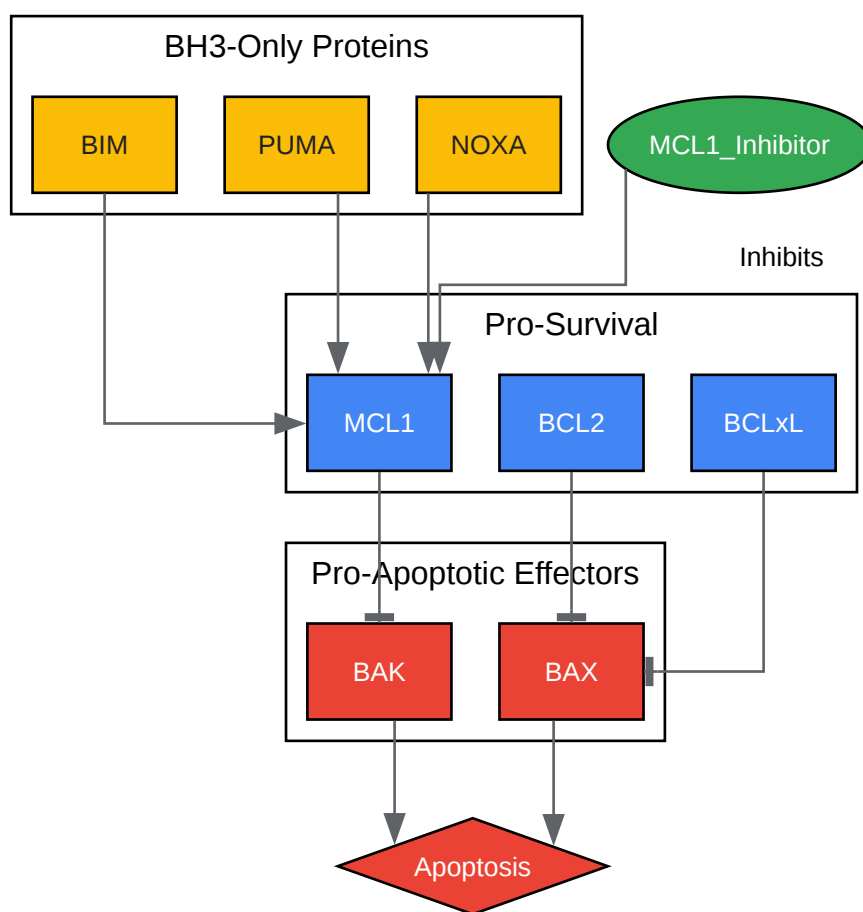 BH3-Only Proteins
BIM
PUMA
NOXA
MCL1_Inhibitor
Inhibits
Pro-Survival
MCL1
BCL2
BCLxL
Pro-Apoptotic Effectors
BAK
BAX
Apoptosis